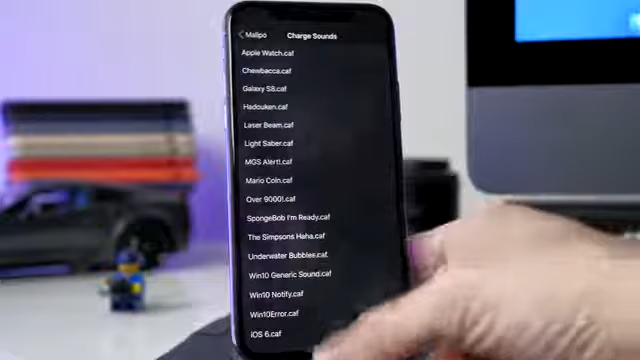 Malipo
Charge Sounds
Apple Watch.caf
Chewbacca.caf
Galaxy S8.caf
Hadouken.caf
Laser Beam.caf
Light Saber.caf
MGS Alert!.caf
Mario Coin.caf
Over 9000!.caf
SpongeBob I'm Ready.caf
The Simpsons Haha.caf
Underwater Bubbles.caf
Win10 Generic Sound.caf
Win10 Notify.caf
Win10Error.caf
iOS 6.caf